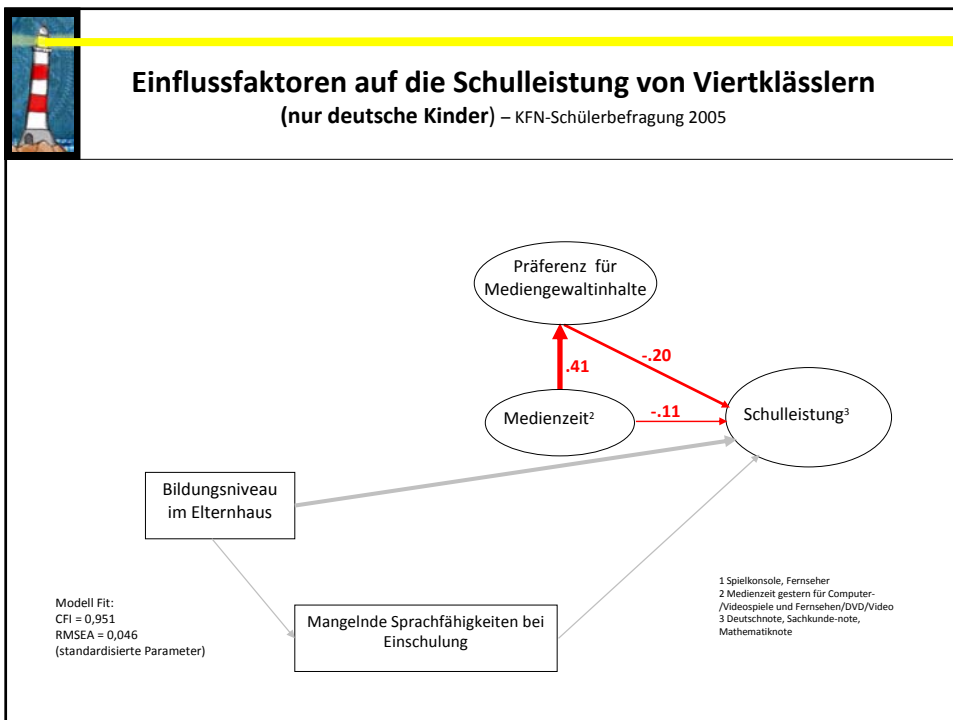 Einflussfaktoren auf die Schulleistung von Viertklässlern
(nur deutsche Kinder) – KFN-Schülerbefragung 2005
Präferenz für
Mediengewaltinhalte
.41
-.20
Medienzeit²
-.11
Schulleistung³
Bildungsniveau
im Elternhaus
Mangelnde Sprachfähigkeiten bei
Einschulung
Modell Fit:
CFI = 0,951
RMSEA = 0,046
(standardisierte Parameter)
1 Spielkonsole, Fernseher
2 Medienzeit gestern für Computer-
/Videospiele und Fernsehen/DVD/Video
3 Deutschnote, Sachkunde-note,
Mathematiknote